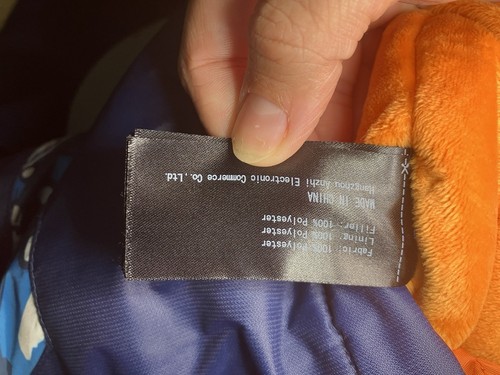 Fabric: 100% Polyester
Lining: 100% Polyester
Filler: 100% Polyester
MADE IN CHINA
Hangzhou Anzhi Electronic Commerce Co., Ltd.